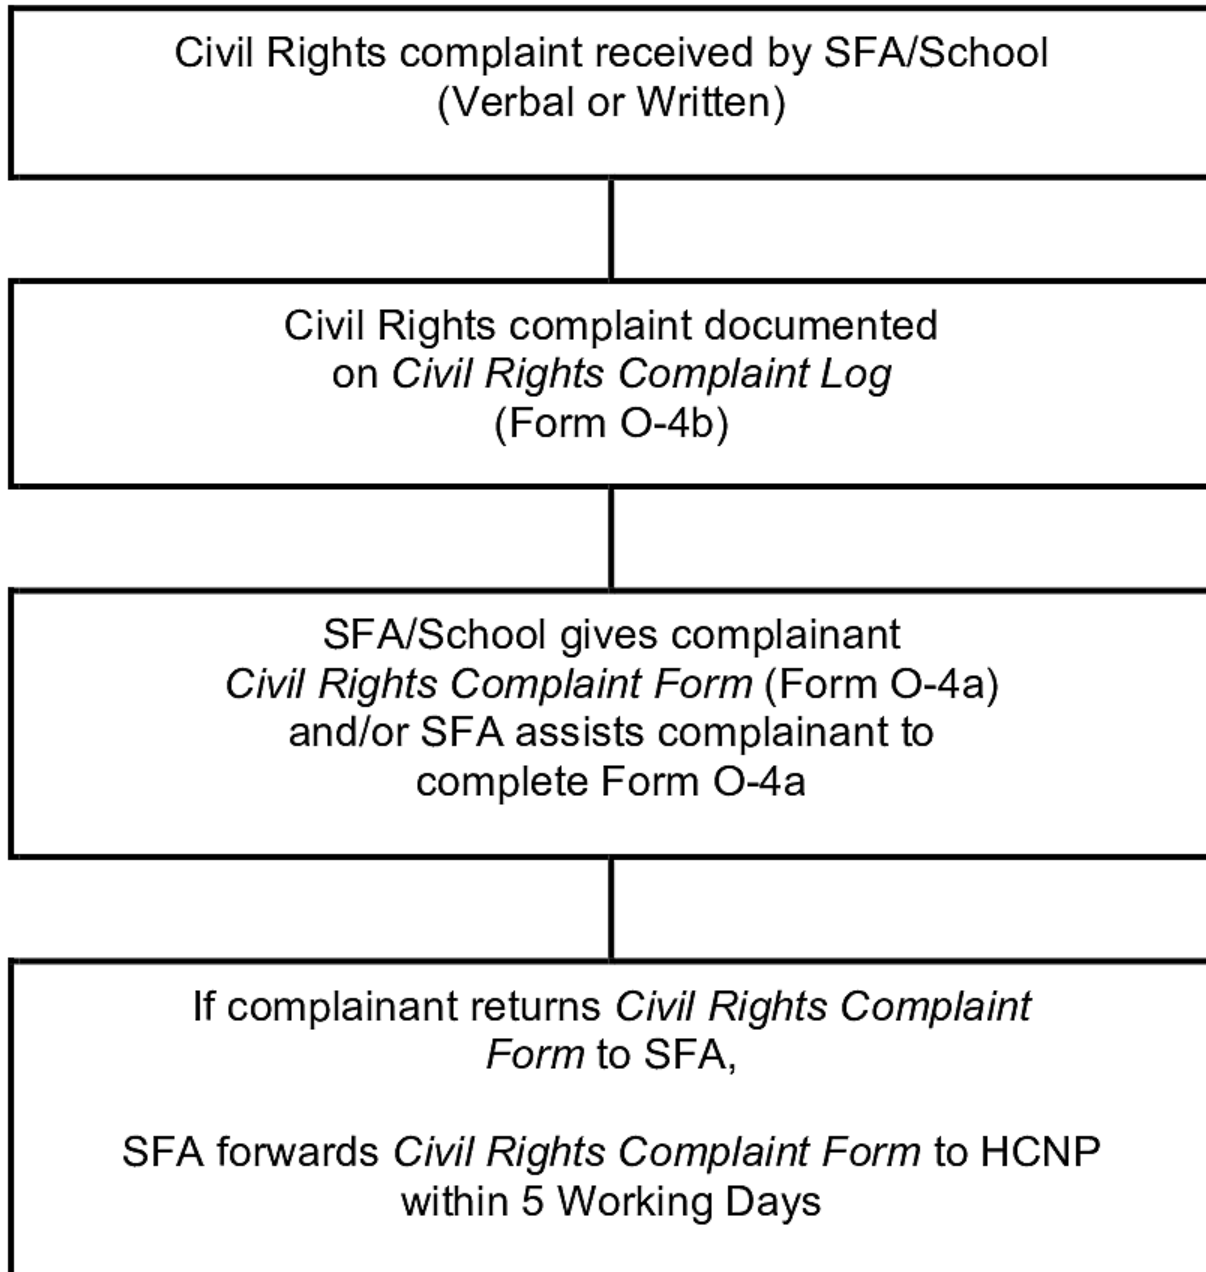 Civil Rights complaint received by SFA/School
(Verbal or Written)
Civil Rights complaint documented
on Civil Rights Complaint Log
(Form O-4b)
SFA/School gives complainant
Civil Rights Complaint Form (Form O-4a)
and/or SFA assists complainant to
complete Form O-4a
If complainant returns Civil Rights Complaint
Form to SFA,
SFA forwards Civil Rights Complaint Form to HCNP
within 5 Working Days